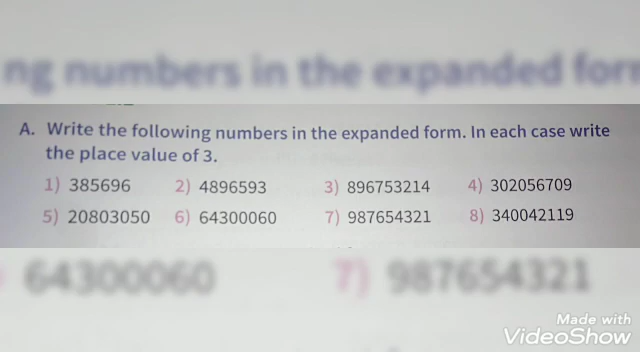 ng numbers in the expanded forr
A. Write the following numbers in the expanded form. In each case write
the place value of 3.
1) 385696 2) 4896593 3) 896753214 4) 302056709
5) 20803050 6) 64300060 7) 987654321 8) 340042119
64300060 7) 987654321
Made with
VideoShow